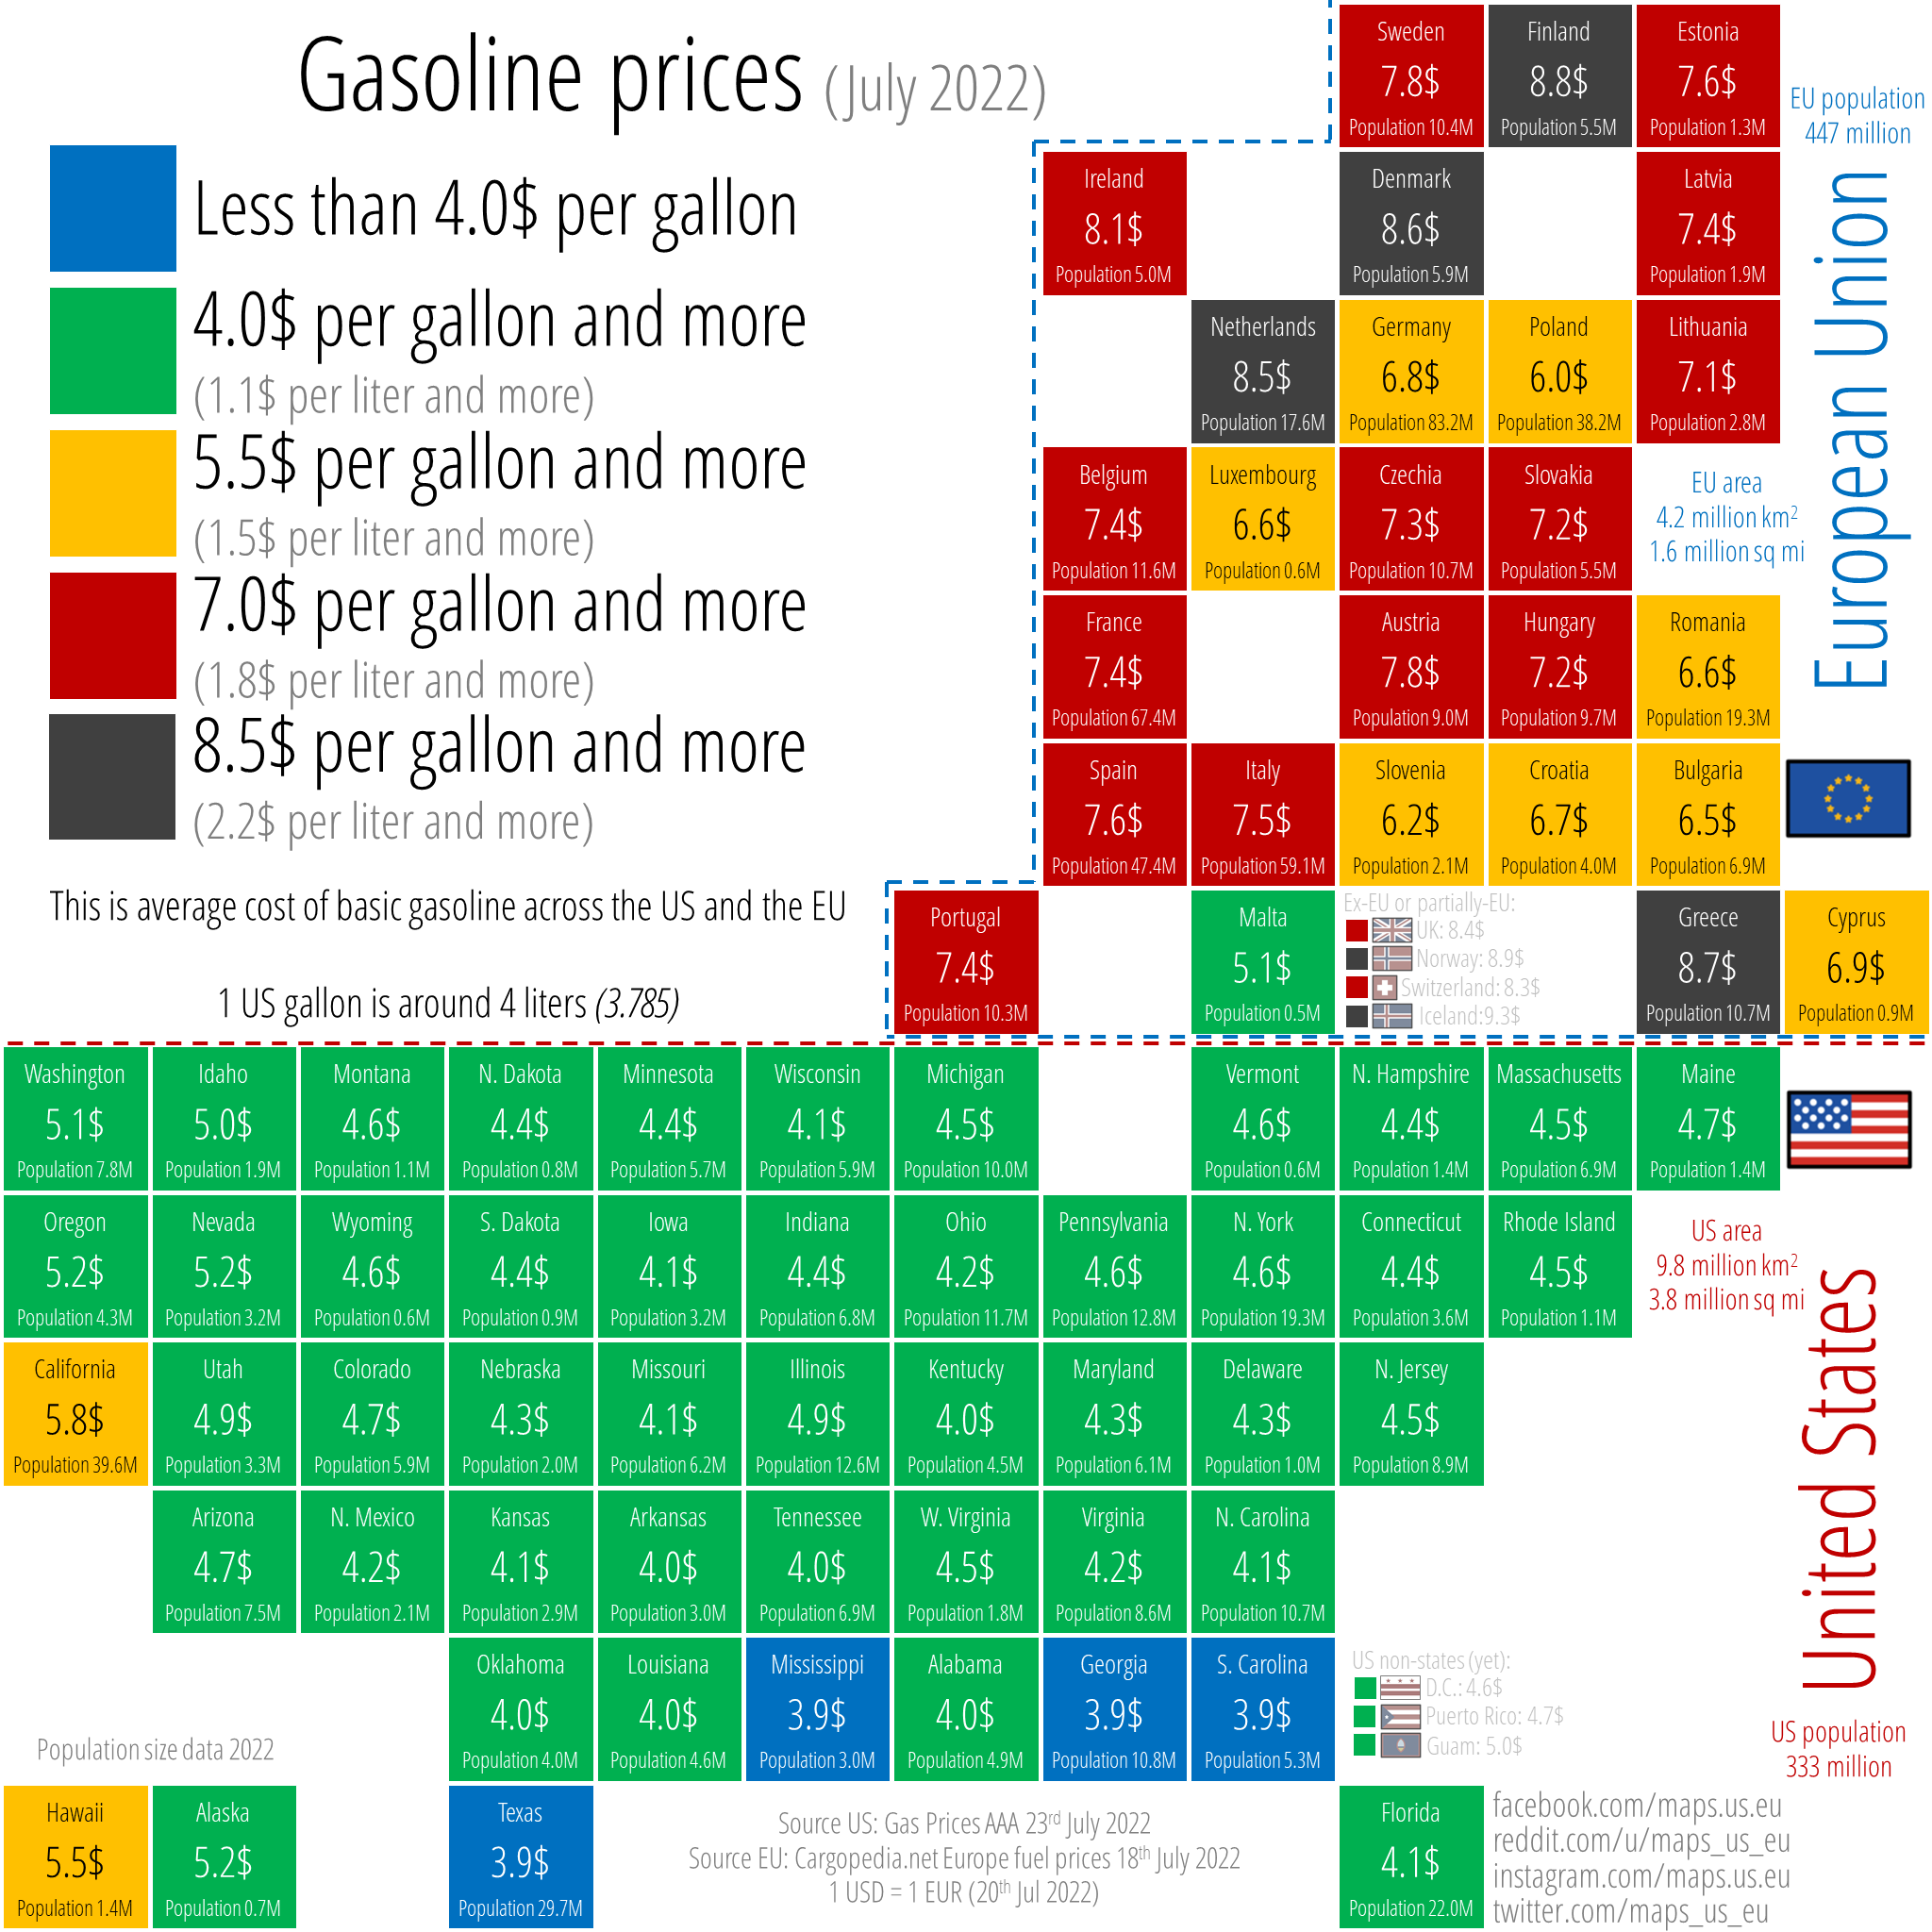 Gasoline prices (July 2022)
Less than 4.0$ per gallon
4.0$ per gallon and more
(1.1$ per liter and more)
5.5$ per gallon and more
(1.5$ per liter and more)
7.0$ per gallon and more
(1.8$ per liter and more)
8.5$ per gallon and more
(2.2$ per liter and more)
This is average cost of basic gasoline across the US and the EU
1 US gallon is around 4 liters (3.785)
Sweden
7.8$
Population 10.4M
Finland
8.8$
Population 5.5M
Estonia
7.6$
Population 1.3M
EU population
447 million
European Union
Ireland
8.1$
Population 5.0M
Denmark
8.6$
Population 5.9M
Latvia
7.4$
Population 1.9M
Netherlands
8.5$
Population 17.6M
Germany
6.8$
Population 83.2M
Poland
6.0$
Population 38.2M
Lithuania
7.1$
Population 2.8M
Belgium
7.4$
Population 11.6M
Luxembourg
6.6$
Population 0.6M
Czechia
7.3$
Population 10.7M
Slovakia
7.2$
Population 5.5M
EU area
4.2 million km²
1.6 million sq mi
France
7.4$
Population 67.4M
Austria
7.8$
Population 9.0M
Hungary
7.2$
Population 9.7M
Romania
6.6$
Population 19.3M
Spain
7.6$
Population 47.4M
Italy
7.5$
Population 59.1M
Slovenia
6.2$
Population 2.1M
Croatia
6.7$
Population 4.0M
Bulgaria
6.5$
Population 6.9M
Portugal
7.4$
Population 10.3M
Malta
5.1$
Population 0.5M
Ex-EU or partially-EU:
UK: 8.4$
Norway: 8.9$
Switzerland: 8.3$
Iceland:9.3$
Greece
8.7$
Population 10.7M
Cyprus
6.9$
Population 0.9M
Washington
5.1$
Population 7.8M
Idaho
5.0$
Population 1.9M
Montana
4.6$
Population 1.1M
N. Dakota
4.4$
Population 0.8M
Minnesota
4.4$
Population 5.7M
Wisconsin
4.1$
Population 5.9M
Michigan
4.5$
Population 10.0M
Vermont
4.6$
Population 0.6M
N. Hampshire
4.4$
Population 1.4M
Massachusetts
4.5$
Population 6.9M
Maine
4.7$
Population 1.4M
Oregon
5.2$
Population 4.3M
Nevada
5.2$
Population 3.2M
Wyoming
4.6$
Population 0.6M
S. Dakota
4.4$
Population 0.9M
Iowa
4.1$
Population 3.2M
Indiana
4.4$
Population 6.8M
Ohio
4.2$
Population 11.7M
Pennsylvania
4.6$
Population 12.8M
N. York
4.6$
Population 19.3M
Connecticut
4.4$
Population 3.6M
Rhode Island
4.5$
Population 1.1M
US area
9.8 million km²
3.8 million sq mi
United States
California
5.8$
Population 39.6M
Utah
4.9$
Population 3.3M
Colorado
4.7$
Population 5.9M
Nebraska
4.3$
Population 2.0M
Missouri
4.1$
Population 6.2M
Illinois
4.9$
Population 12.6M
Kentucky
4.0$
Population 4.5M
Maryland
4.3$
Population 6.1M
Delaware
4.3$
Population 1.0M
N. Jersey
4.5$
Population 8.9M
Arizona
4.7$
Population 7.5M
N. Mexico
4.2$
Population 2.1M
Kansas
4.1$
Population 2.9M
Arkansas
4.0$
Population 3.0M
Tennessee
4.0$
Population 6.9M
W. Virginia
4.5$
Population 1.8M
Virginia
4.2$
Population 8.6M
N. Carolina
4.1$
Population 10.7M
Oklahoma
4.0$
Population 4.0M
Louisiana
4.0$
Population 4.6M
Mississippi
3.9$
Population 3.0M
Alabama
4.0$
Population 4.9M
Georgia
3.9$
Population 10.8M
S. Carolina
3.9$
Population 5.3M
US non-states (yet):
D.C.: 4.6$
Puerto Rico: 4.7$
Guam: 5.0$
US population
333 million
Population size data 2022
Hawaii
5.5$
Population 1.4M
Alaska
5.2$
Population 0.7M
Texas
3.9$
Population 29.7M
Source US: Gas Prices AAA 23rd July 2022
Source EU: Cargopedia.net Europe fuel prices 18th July 2022
1 USD = 1 EUR (20th Jul 2022)
Florida
4.1$
Population 22.0M
facebook.com/maps.us.eu
reddit.com/u/maps_us_eu
instagram.com/maps.us.eu
twitter.com/maps_us_eu